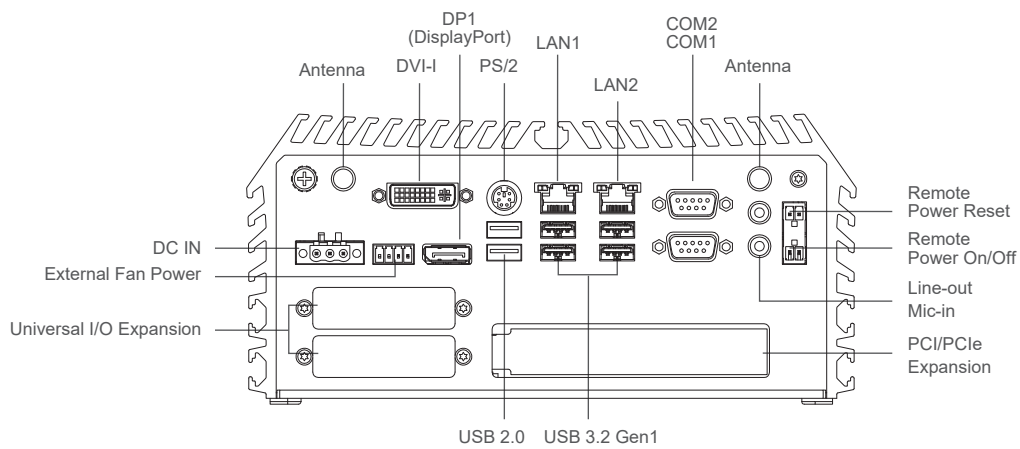 DP1
(DisplayPort)
COM2
COM1
LAN1
Antenna
DVI-I
PS/2
Antenna
LAN2
Remote
Power Reset
DC IN
Remote
Power On/Off
External Fan Power
Line-out
Mic-in
Universal I/O Expansion
PCI/PCIe
Expansion
USB 2.0
USB 3.2 Gen1